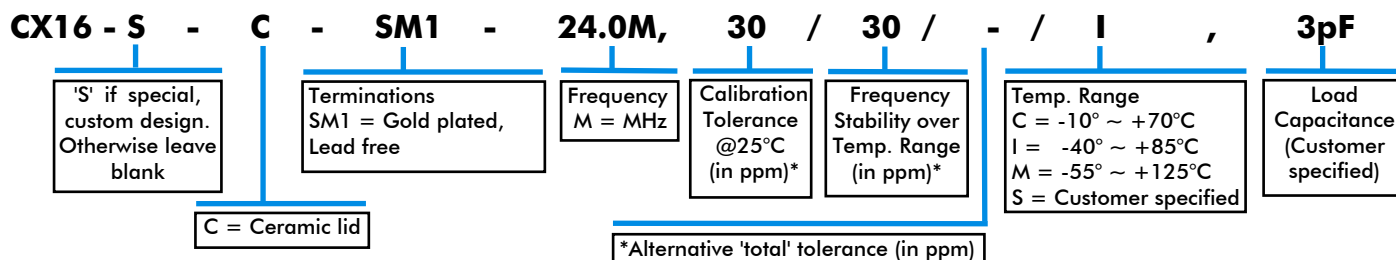 CX16 - S - C - SM1 - 24.0M, 30 / 30 / - / I , 3pF
'S' if special,
custom design.
Otherwise leave
blank
Terminations
SM1 = Gold plated,
Lead free
Frequency
M = MHz
Calibration
Tolerance
@25°C
(in ppm)*
Frequency
Stability over
Temp. Range
(in ppm)*
Temp. Range
C = -10° ~ +70°C
I = -40° ~ +85°C
M = -55° ~ +125°C
S = Customer specified
Load
Capacitance
(Customer
specified)
C = Ceramic lid
*Alternative 'total' tolerance (in ppm)